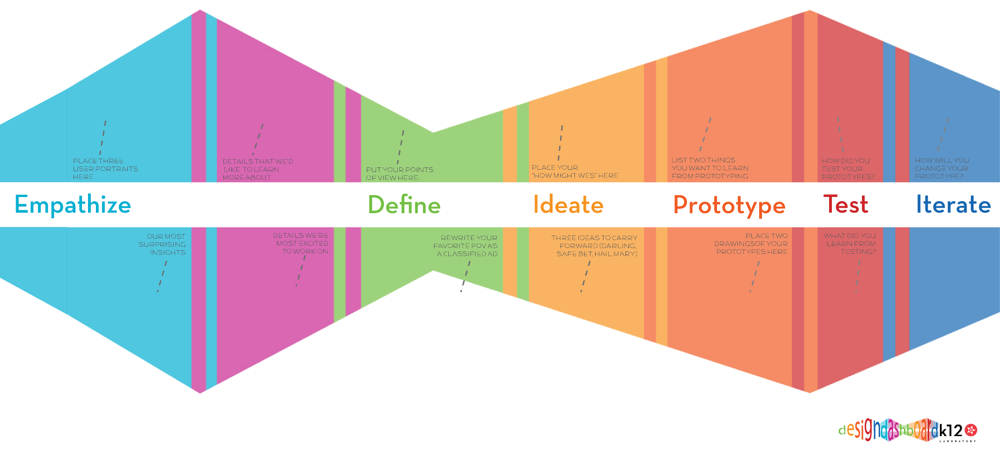 PLACE THREE
USER PORTRAITS
HERE
DETAILS THAT WE'D
LIKE TO LEARN
MORE ABOUT
PUT YOUR POINTS
OF VIEW HERE.
PLACE YOUR
"HOW MIGHT WES" HERE
LIST TWO THINGS
YOU WANT TO LEARN
FROM PROTOTYPING
HOW DID YOU
TEST YOUR
PROTOTYPES?
HOW WILL YOU
CHANGE YOUR
PROTOTYPE?
Empathize
Define
Ideate
Prototype
Test
Iterate
OUR MOST
SURPRISING
INSIGHTS
DETAILS WE'RE
MOST EXCITED
TO WORK ON
REWRITE YOUR
FAVORITE POV AS
A CLASSIFIED AD
THREE IDEAS TO CARRY
FORWARD (DARLING,
SAFE BET, HAIL MARY)
PLACE TWO
DRAWINGSOF YOUR
PROTOTYPES HERE
WHAT DID YOU
LEARN FROM
TESTING?
designdashboardk12
LABORATORY